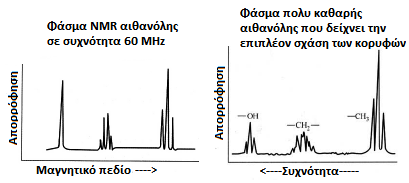 Φάσμα NMR αιθανόλης
σε συχνότητα 60 MHz
Απορρόφηση
Μαγνητικό πεδίο ---->
Φάσμα πολυ καθαρής
αιθανόλης που δείχνει την
επιπλέον σχάση των κορυφών
Απορρόφηση
—OH
—CH₂—
—CH₃
<----Συχνότητα-----